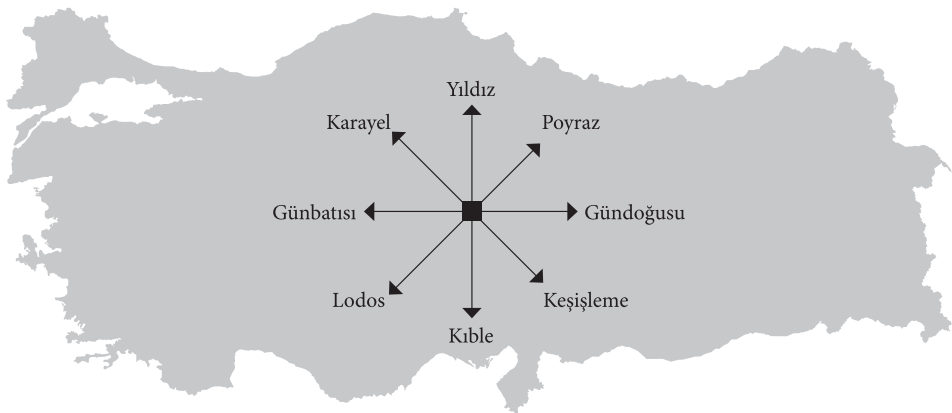 Yıldız
Karayel
Poyraz
Günbatısı
Gündoğusu
Lodos
Keşişleme
Kıble